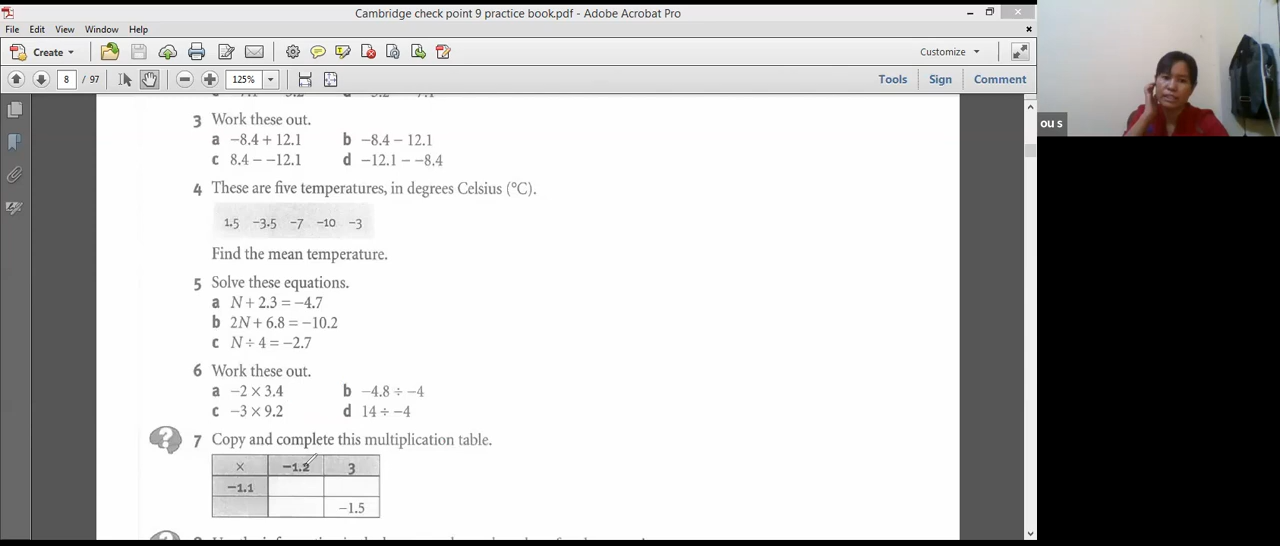 Cambridge check point 9 practice book.pdf - Adobe Acrobat Pro
File Edit View Window Help
Create Customize
8 / 97 125% Tools Sign Comment
3 Work these out.
a −8.4 + 12.1 b −8.4 − 12.1
c 8.4 − −12.1 d −12.1 − −8.4
4 These are five temperatures, in degrees Celsius (°C).
1.5 −3.5 −7 −10 −3
Find the mean temperature.
5 Solve these equations.
a N + 2.3 = −4.7
b 2N + 6.8 = −10.2
c N ÷ 4 = −2.7
6 Work these out.
a −2 × 3.4 b −4.8 ÷ −4
c −3 × 9.2 d 14 ÷ −4
7 Copy and complete this multiplication table.
× −1.2 3
−1.1
−1.5
ou s